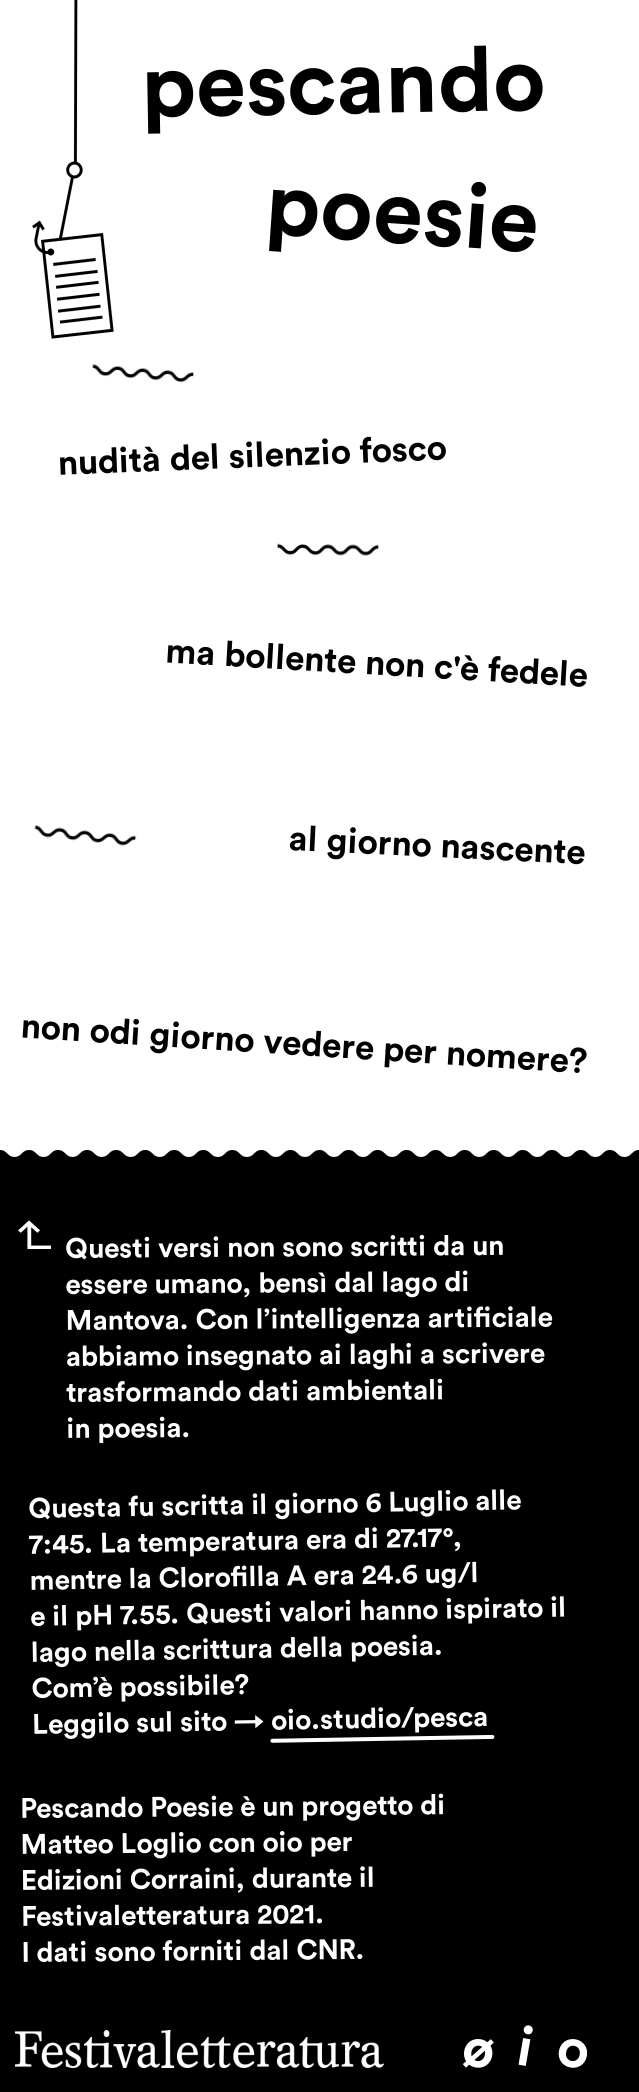 pescando
poesie
nudità del silenzio fosco
ma bollente non c'è fedele
al giorno nascente
non odi giorno vedere per nomere?
Questi versi non sono scritti da un
essere umano, bensì dal lago di
Mantova. Con l’intelligenza artificiale
abbiamo insegnato ai laghi a scrivere
trasformando dati ambientali
in poesia.
Questa fu scritta il giorno 6 Luglio alle
7:45. La temperatura era di 27.17°,
mentre la Clorofilla A era 24.6 ug/l
e il pH 7.55. Questi valori hanno ispirato il
lago nella scrittura della poesia.
Com’è possibile?
Leggilo sul sito → oio.studio/pesca
Pescando Poesie è un progetto di
Matteo Loglio con oio per
Edizioni Corraini, durante il
Festivaletteratura 2021.
I dati sono forniti dal CNR.
Festivaletteratura ø i o